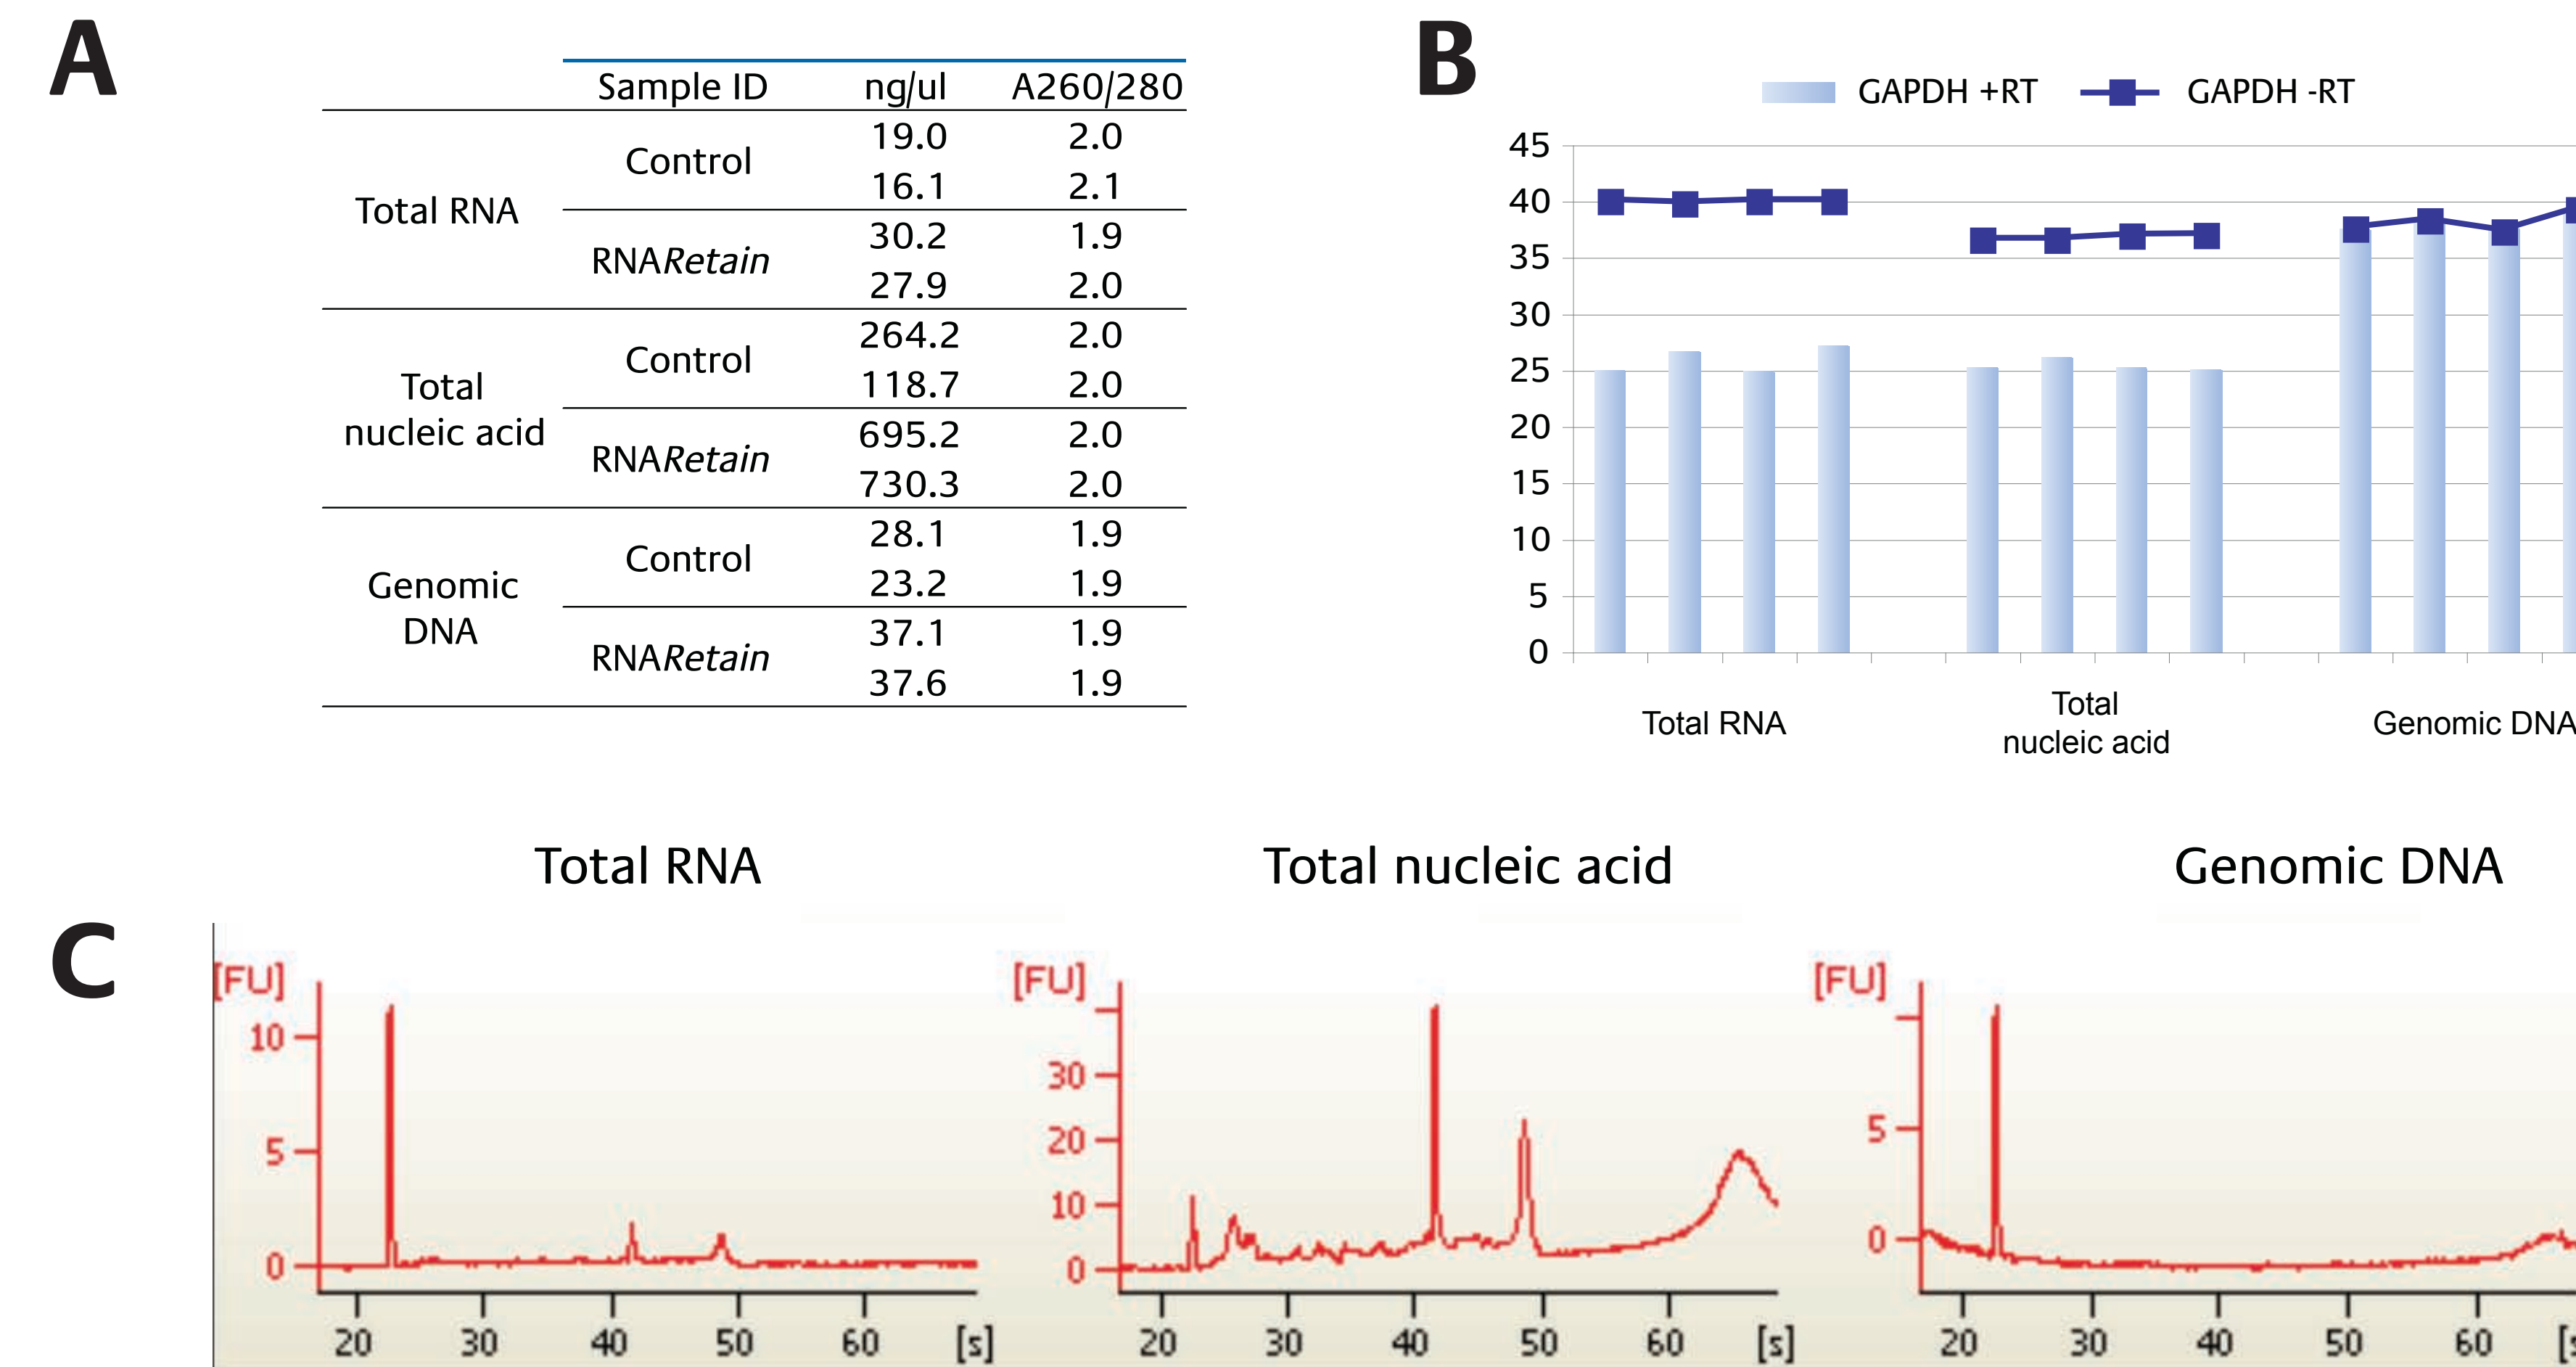 A
Sample ID ng/ul A260/280
Total RNA
Control
19.0 2.0
16.1 2.1
RNARetain
30.2 1.9
27.9 2.0
Total
nucleic acid
Control
264.2 2.0
118.7 2.0
RNARetain
695.2 2.0
730.3 2.0
Genomic
DNA
Control
28.1 1.9
23.2 1.9
RNARetain
37.1 1.9
37.6 1.9
B
GAPDH +RT GAPDH -RT
45
40
35
30
25
20
15
10
5
0
Total RNA
Total
nucleic acid
Genomic DNA
C
Total RNA
[FU]
10
5
0
20 30 40 50 60 [s]
Total nucleic acid
[FU]
30
20
10
0
20 30 40 50 60 [s]
Genomic DNA
[FU]
5
0
20 30 40 50 60